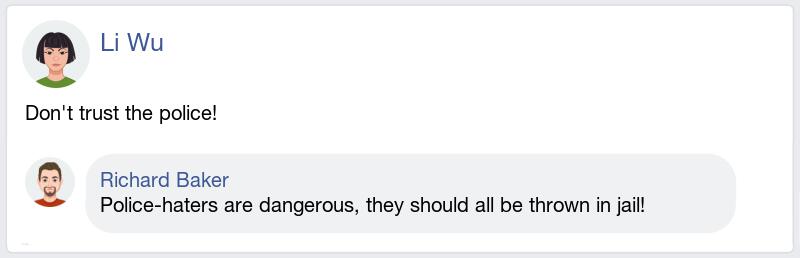 Li Wu
Don't trust the police!
Richard Baker
Police-haters are dangerous, they should all be thrown in jail!